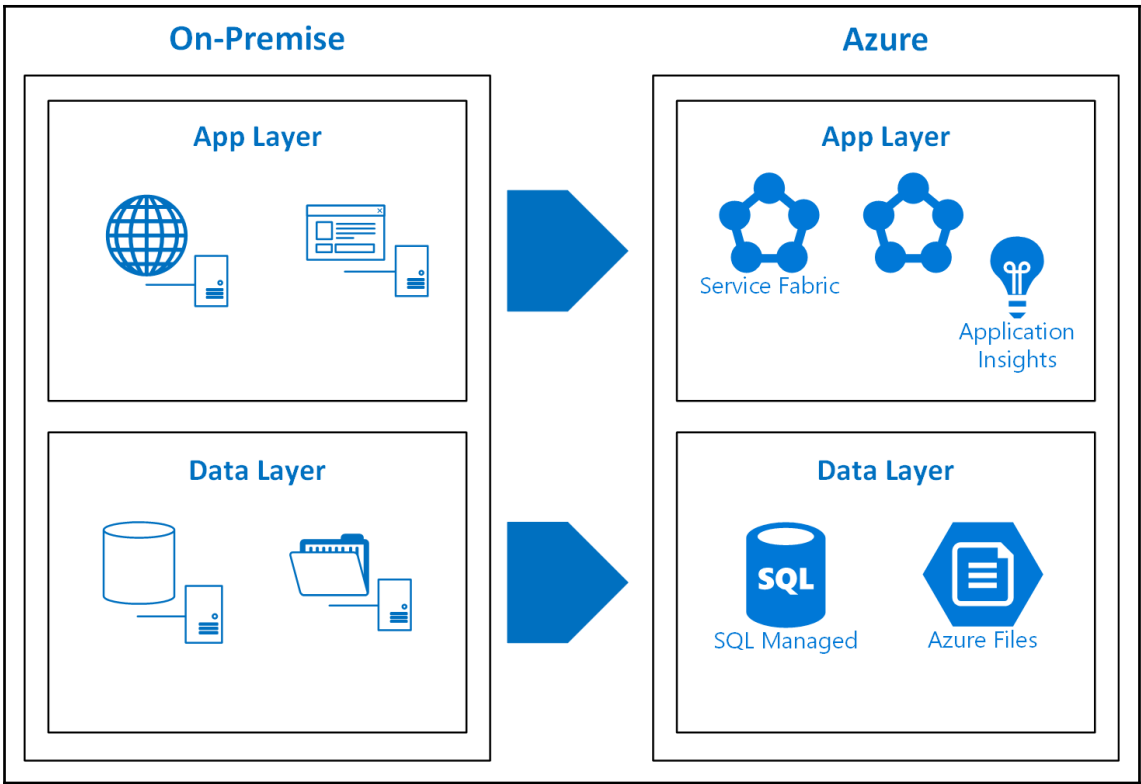 On-Premise
Azure
App Layer
App Layer
Service Fabric
Application
Insights
Data Layer
Data Layer
SQL
SQL Managed
Azure Files